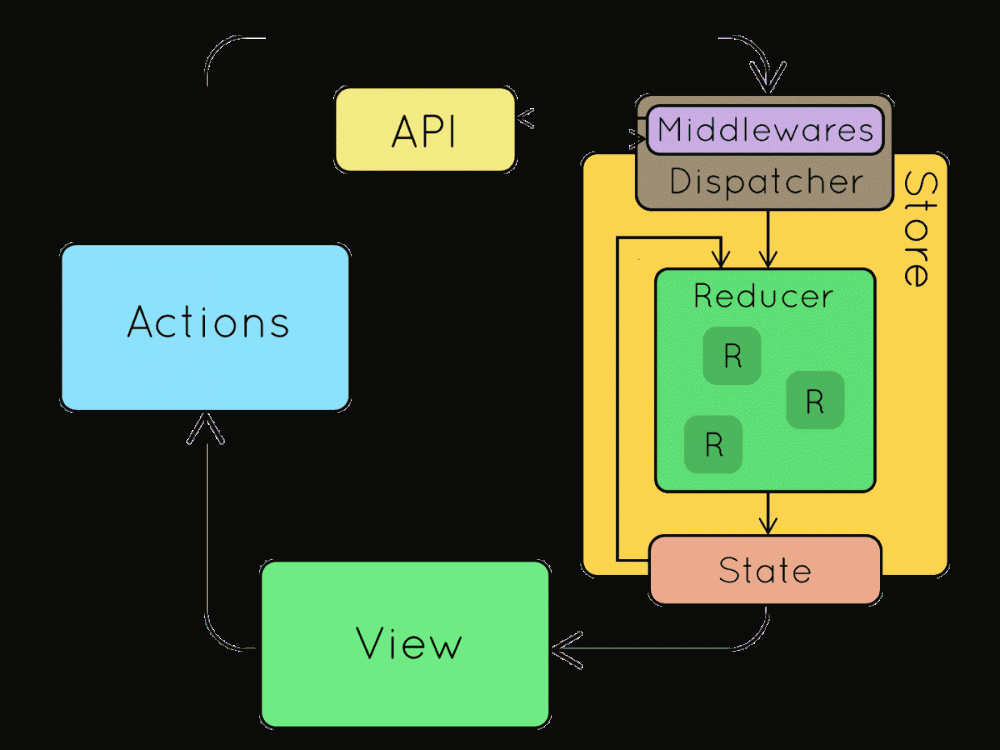 API
Middlewares
Dispatcher
Store
Actions
Reducer
R
R
R
State
View